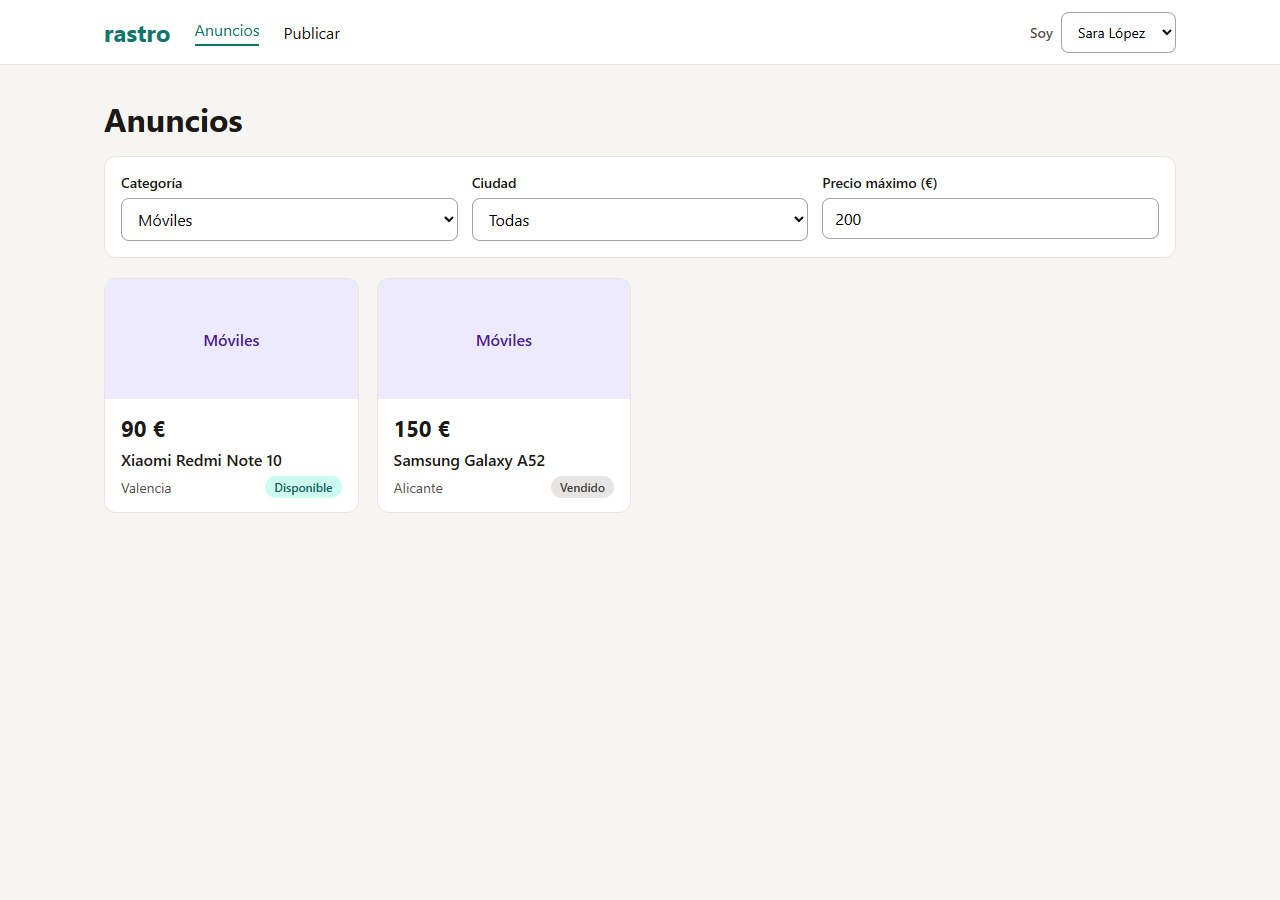 rastro Anuncios Publicar Soy Sara López
Anuncios
Categoría Ciudad Precio máximo (€)
Móviles Todas 200
Móviles Móviles
90 € 150 €
Xiaomi Redmi Note 10 Samsung Galaxy A52
Valencia Disponible Alicante Vendido